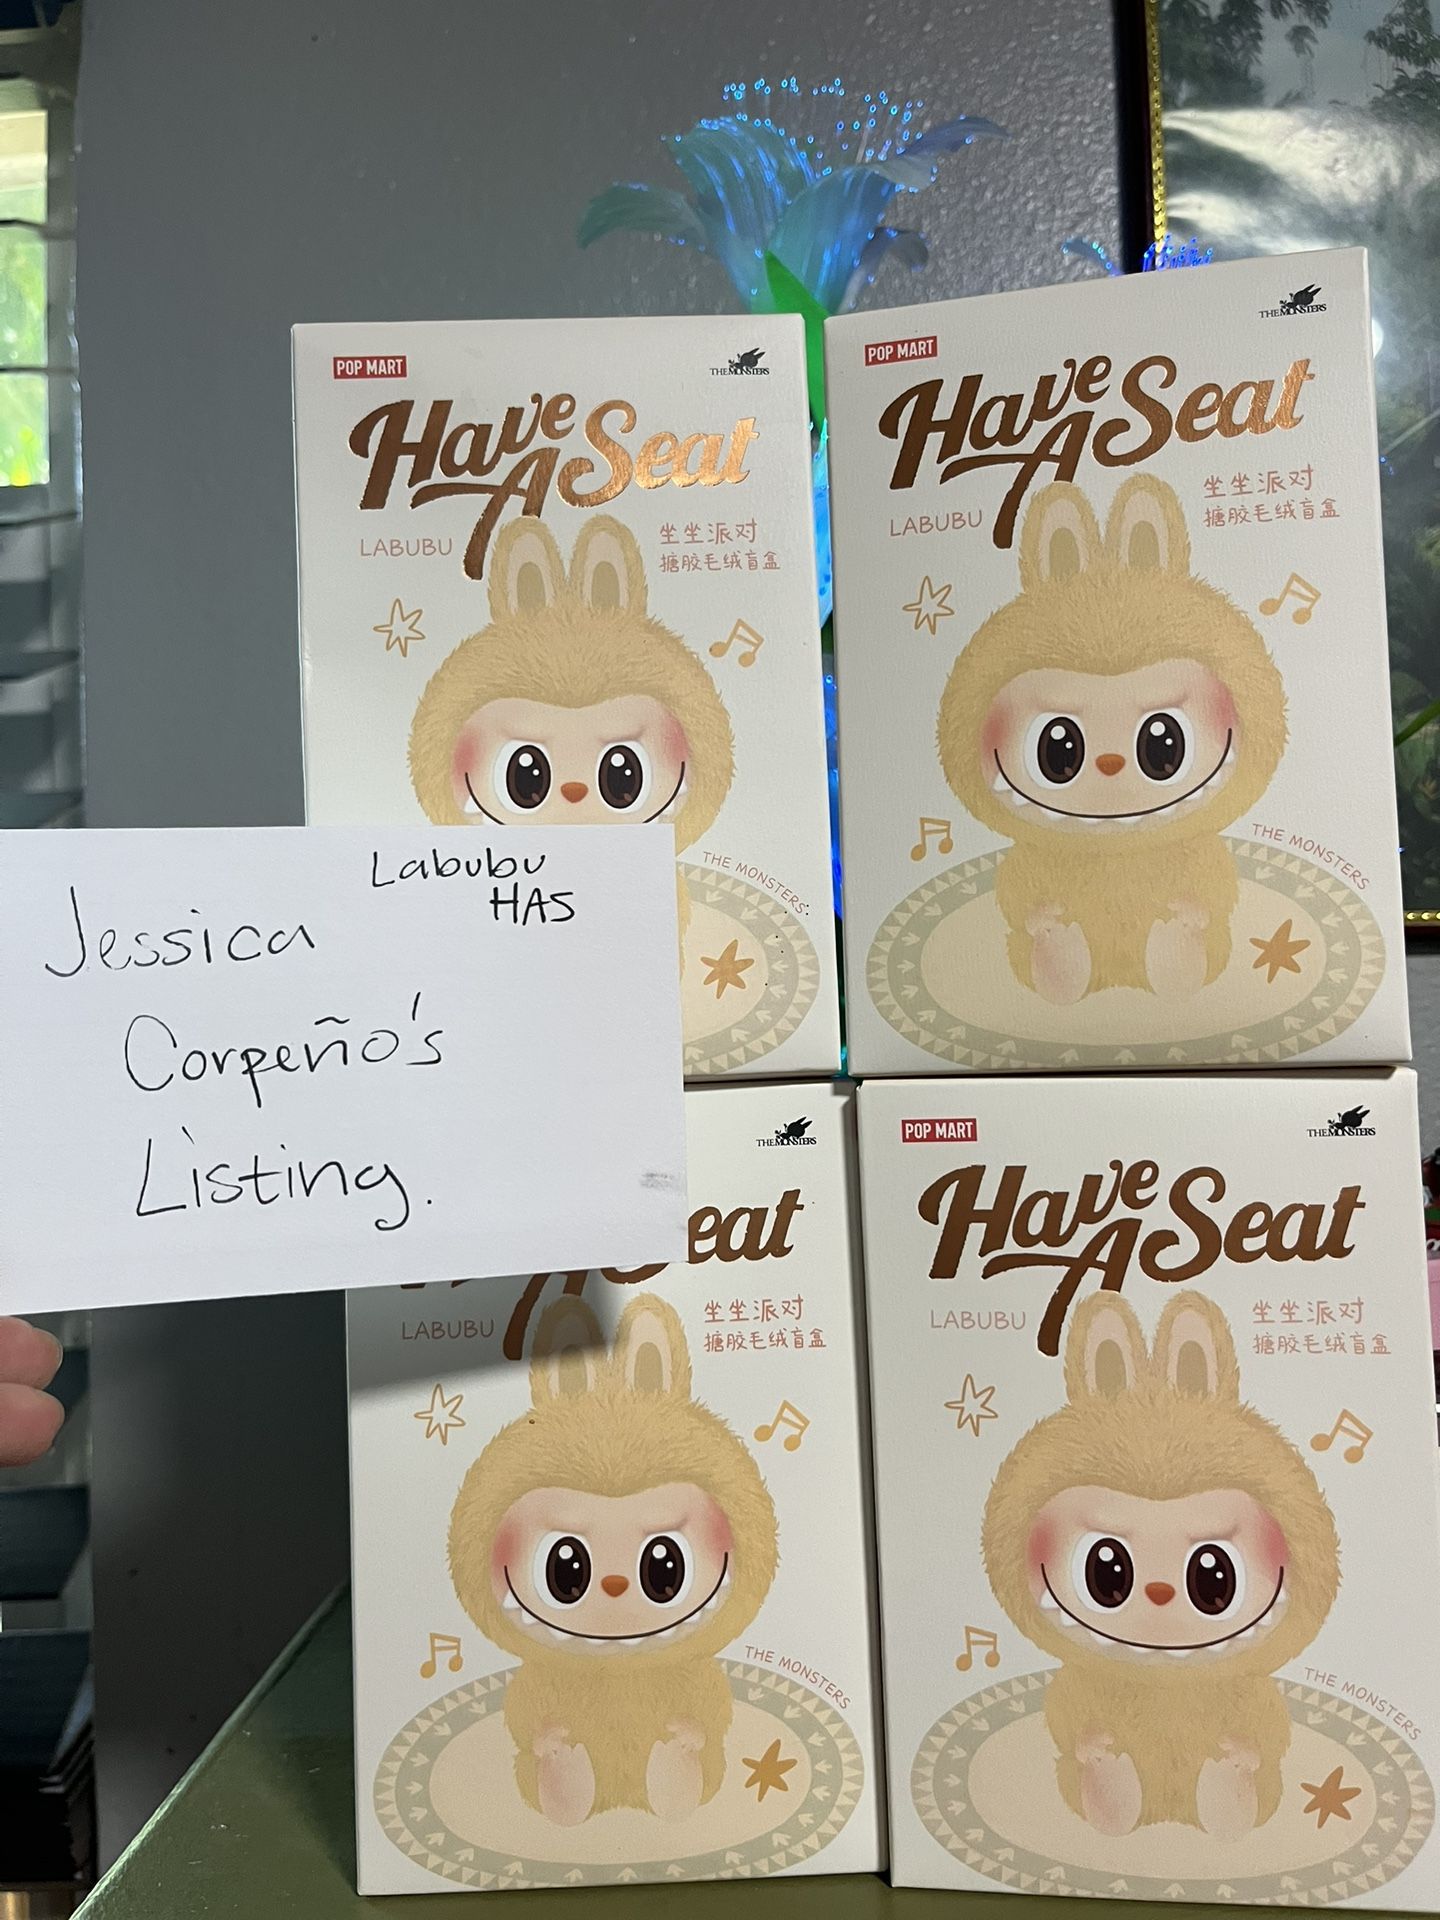 POP MART
THE MONSTERS
Have
A Seat
LABUBU
坐坐派对
搪胶毛绒盲盒
THE MONSTERS
POP MART
THE MONSTERS
Have
A Seat
LABUBU
坐坐派对
搪胶毛绒盲盒
THE MONSTERS
Labubu
HAS
Jessica
Corpeño's
Listing.
THE MONSTERS
A Seat
LABUBU
坐坐派对
搪胶毛绒盲盒
THE MONSTERS
POP MART
THE MONSTERS
Have
A Seat
LABUBU
坐坐派对
搪胶毛绒盲盒
THE MONSTERS